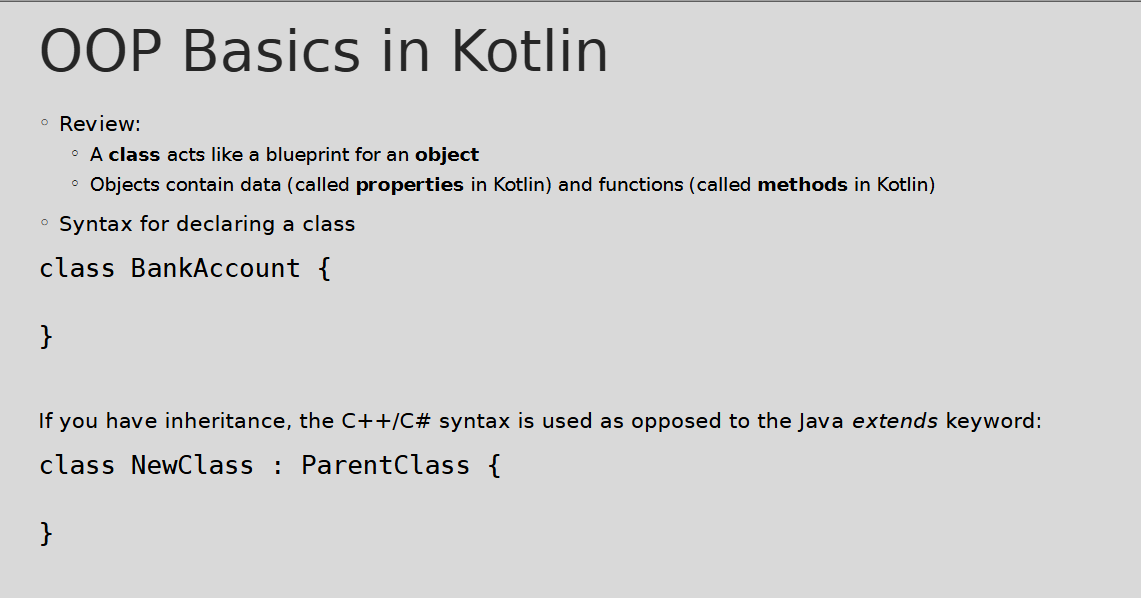 OOP Basics in Kotlin
◦ Review:
◦ A class acts like a blueprint for an object
◦ Objects contain data (called properties in Kotlin) and functions (called methods in Kotlin)
◦ Syntax for declaring a class
class BankAccount {
}
If you have inheritance, the C++/C# syntax is used as opposed to the Java extends keyword:
class NewClass : ParentClass {
}